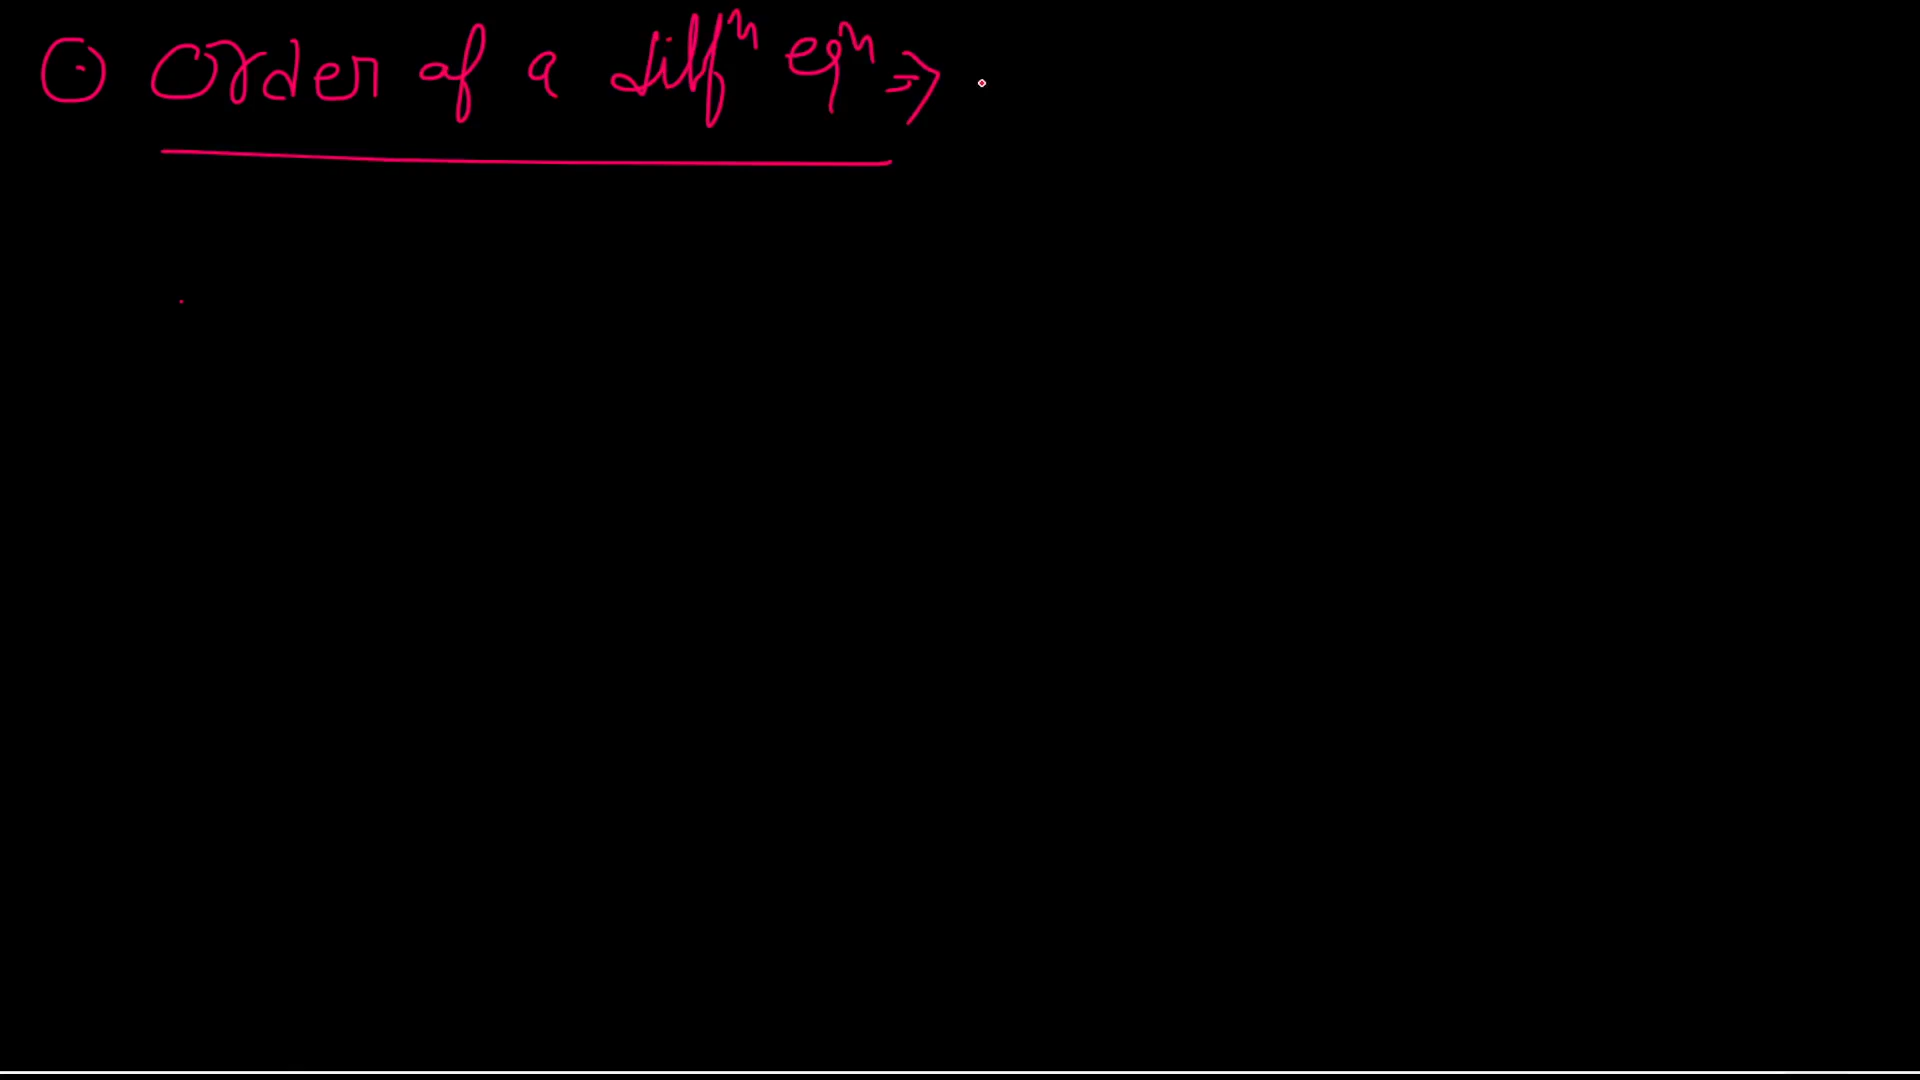 ⊙ Order of a diffⁿ eqⁿ ⇒